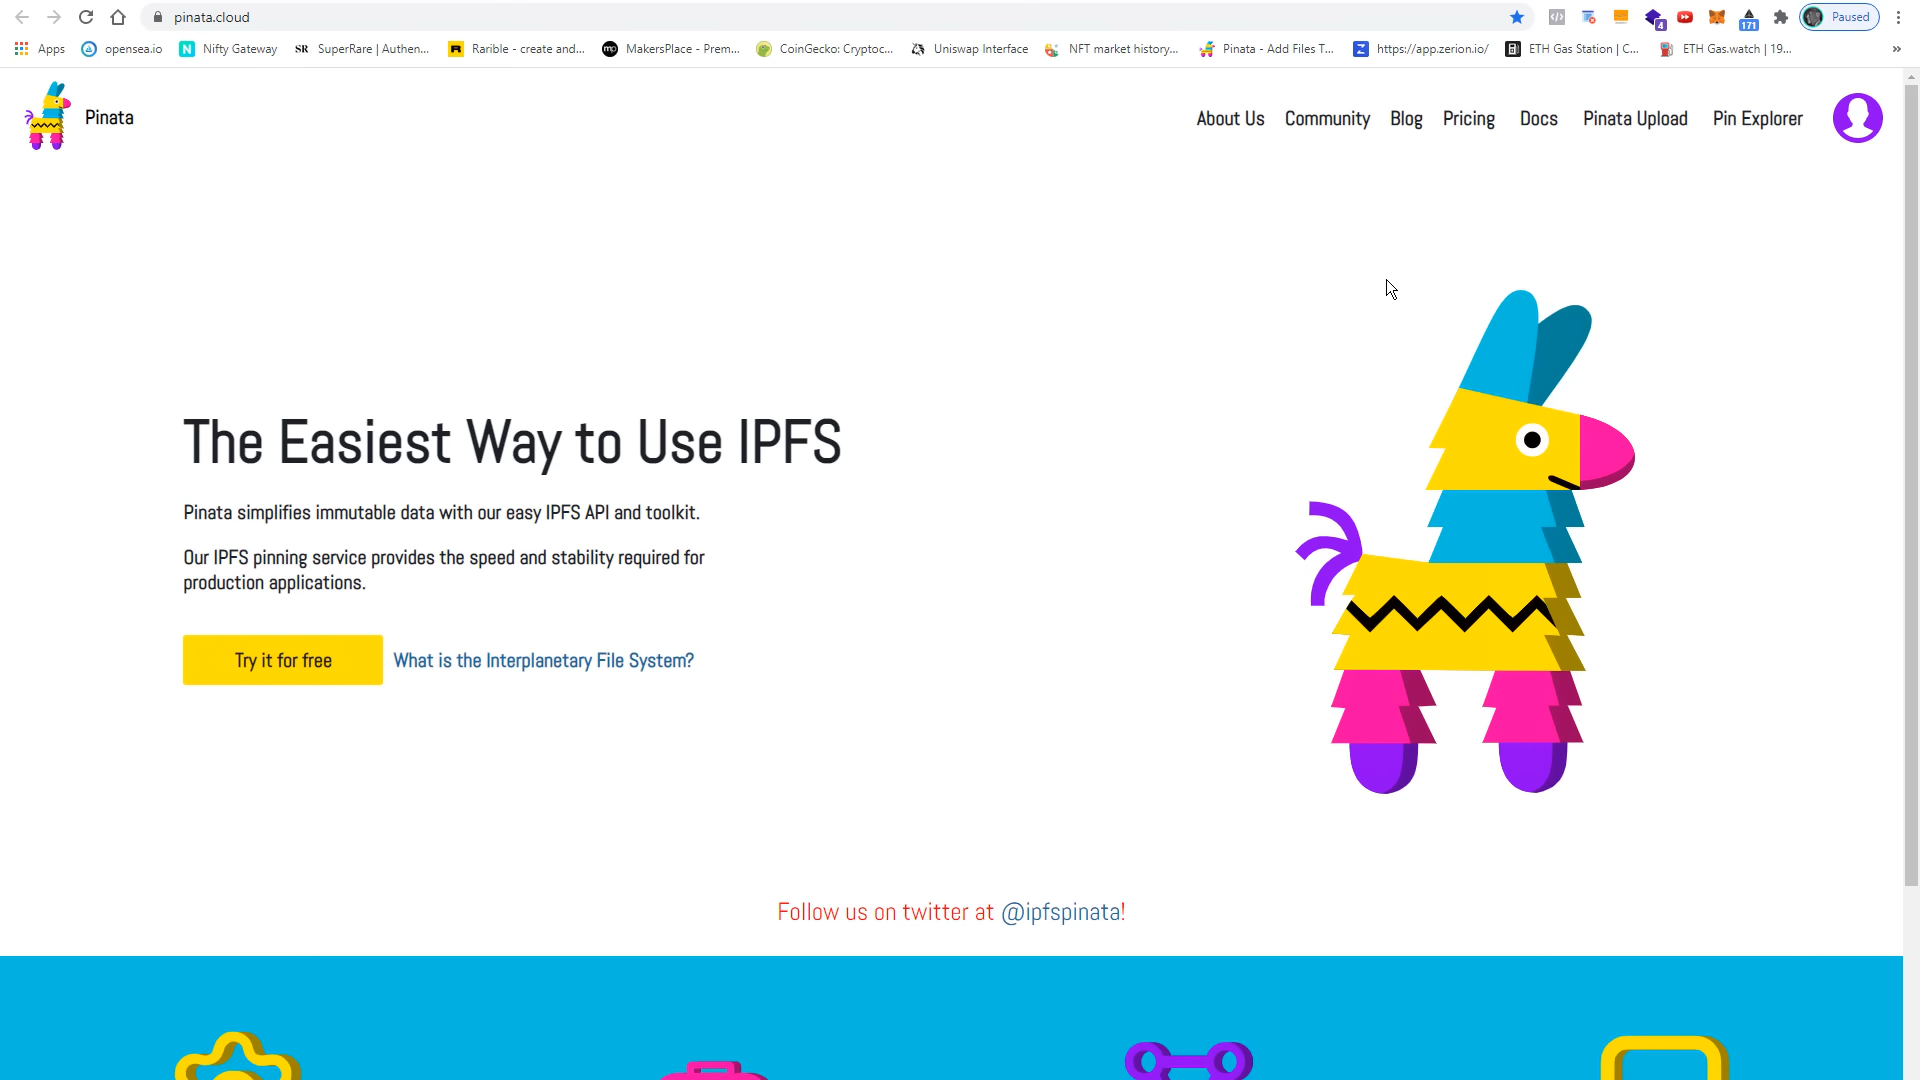 pinata.cloud
4
171
Paused
Apps
opensea.io
Nifty Gateway
SR
SuperRare | Authen...
R
Rarible - create and...
MakersPlace - Prem...
CoinGecko: Cryptoc...
Uniswap Interface
NFT market history...
Pinata - Add Files T...
Z
https://app.zerion.io/
ETH Gas Station | C...
ETH Gas.watch | 19...
»
Pinata
About Us
Community
Blog
Pricing
Docs
Pinata Upload
Pin Explorer
The Easiest Way to Use IPFS
Pinata simplifies immutable data with our easy IPFS API and toolkit.
Our IPFS pinning service provides the speed and stability required for
production applications.
Try it for free
What is the Interplanetary File System?
Follow us on twitter at @ipfspinata!